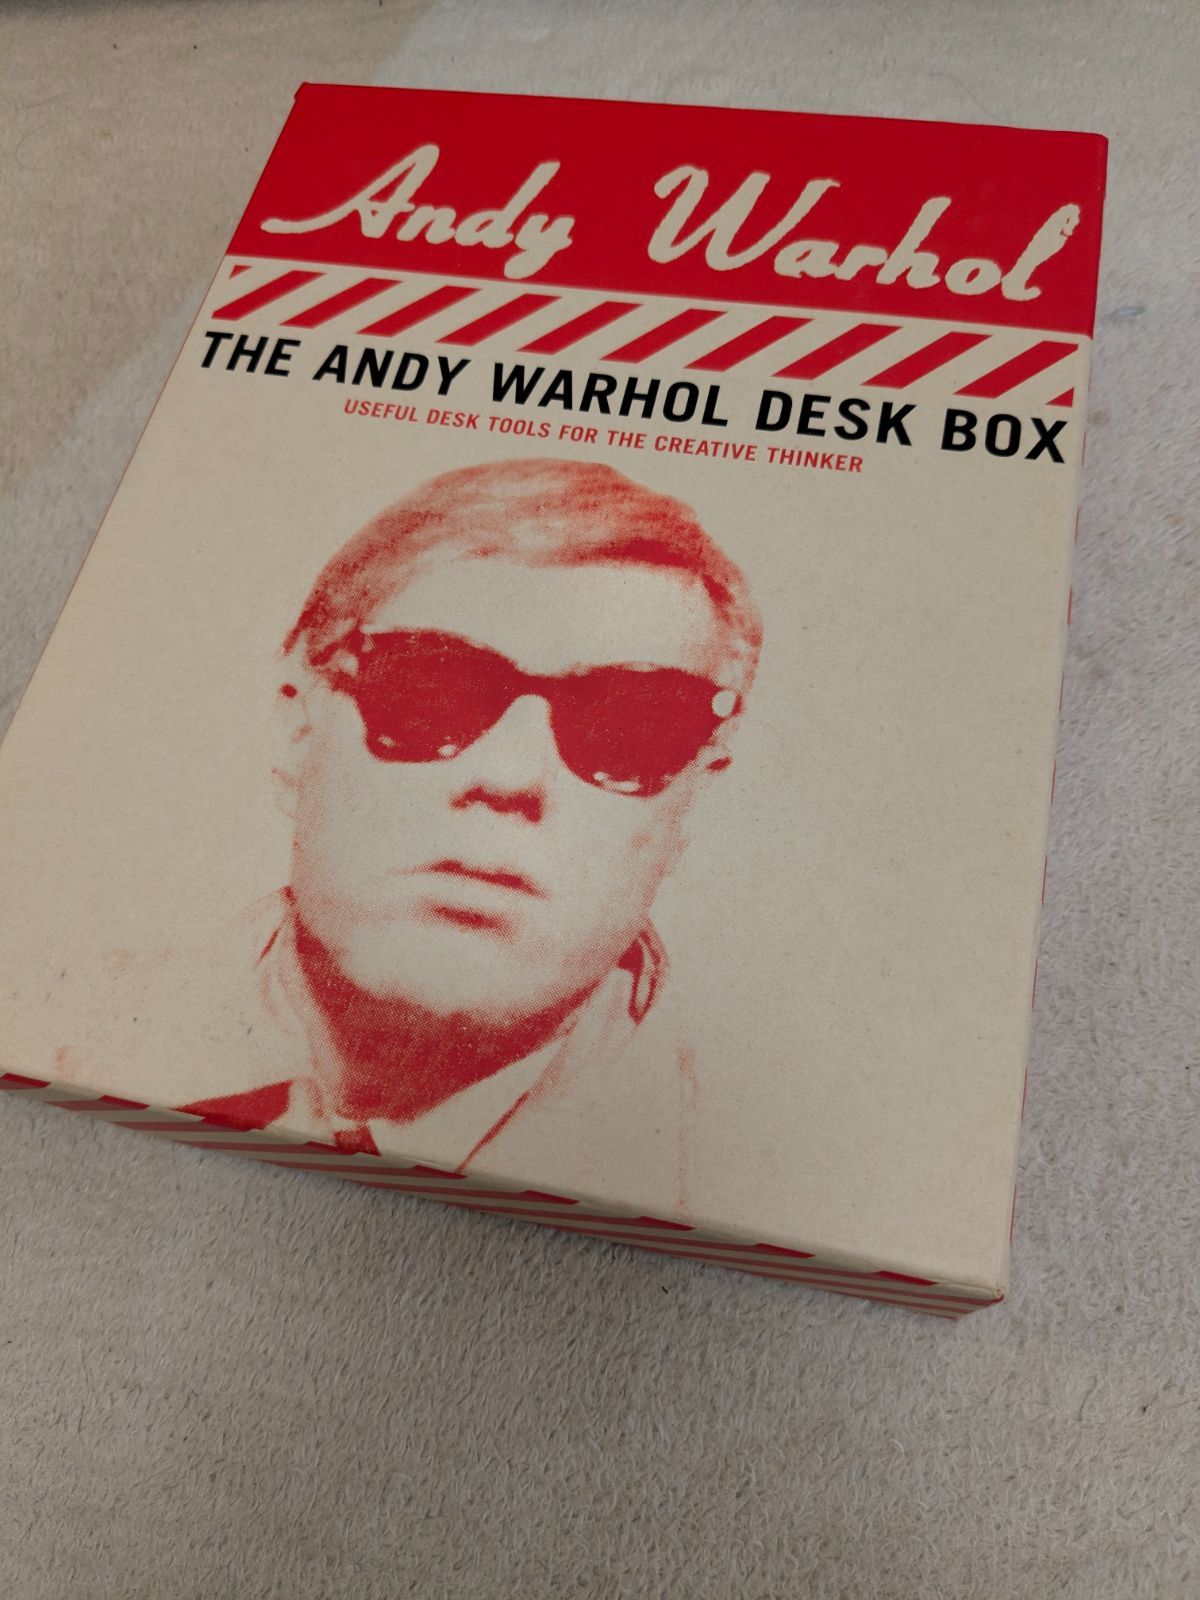 Andy Warhol
THE ANDY WARHOL DESK BOX
USEFUL DESK TOOLS FOR THE CREATIVE THINKER